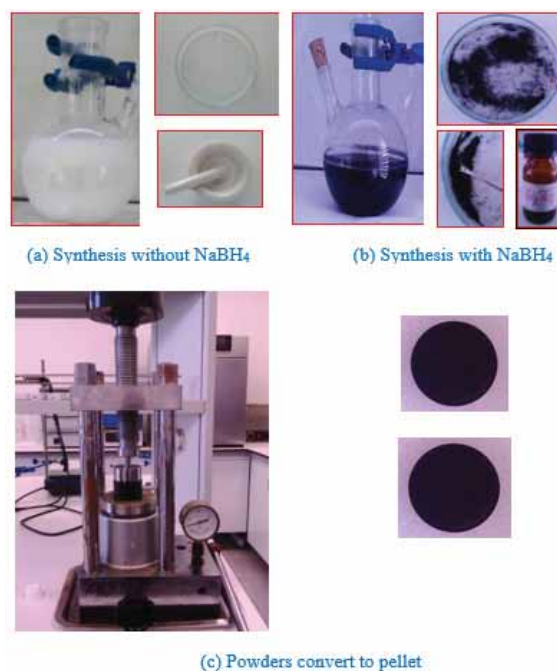 (a) Synthesis without NaBH4
(b) Synthesis with NaBH4
(c) Powders convert to pellet